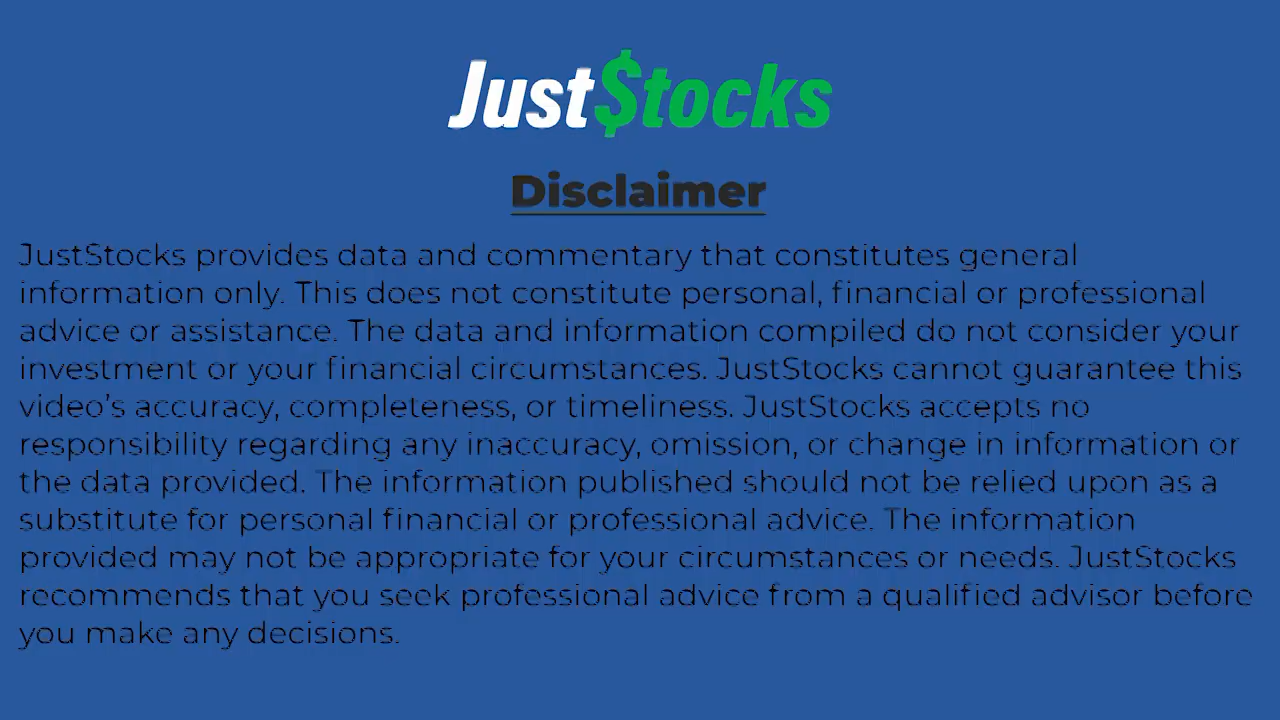 Just$tocks
Disclaimer
JustStocks provides data and commentary that constitutes general
information only. This does not constitute personal, financial or professional
advice or assistance. The data and information compiled do not consider your
investment or your financial circumstances. JustStocks cannot guarantee this
video's accuracy, completeness, or timeliness. JustStocks accepts no
responsibility regarding any inaccuracy, omission, or change in information or
the data provided. The information published should not be relied upon as a
substitute for personal financial or professional advice. The information
provided may not be appropriate for your circumstances or needs. JustStocks
recommends that you seek professional advice from a qualified advisor before
you make any decisions.